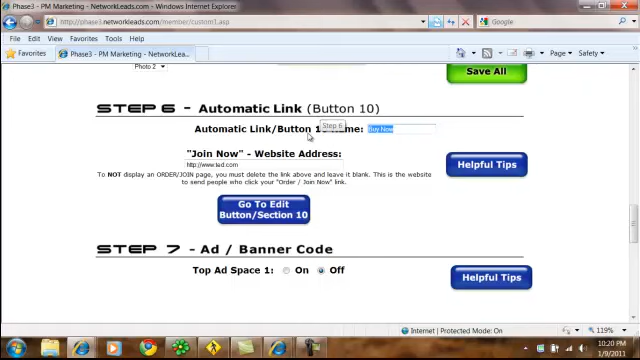 Phase3 - PM Marketing - NetworkLeads.com - Windows Internet Explorer
http://phase3.networkleads.com/member/custom1.asp
Google
File Edit View Favorites Tools Help
Favorites
Phase3 - PM Marketing - NetworkLea...
Page Safety
Photo 2
Save All
STEP 6 - Automatic Link (Button 10)
Step 6
Automatic Link/Button 1 Name: Buy Now
"Join Now" - Website Address:
http://www.ted.com
Helpful Tips
To NOT display an ORDER/JOIN page, you must delete the link above and leave it blank. This is the website
to send people who click your "Order / Join Now" link.
Go To Edit
Button/Section 10
STEP 7 - Ad / Banner Code
Top Ad Space 1: On Off
Helpful Tips
Internet | Protected Mode: On
119%
10:20 PM
1/9/2011